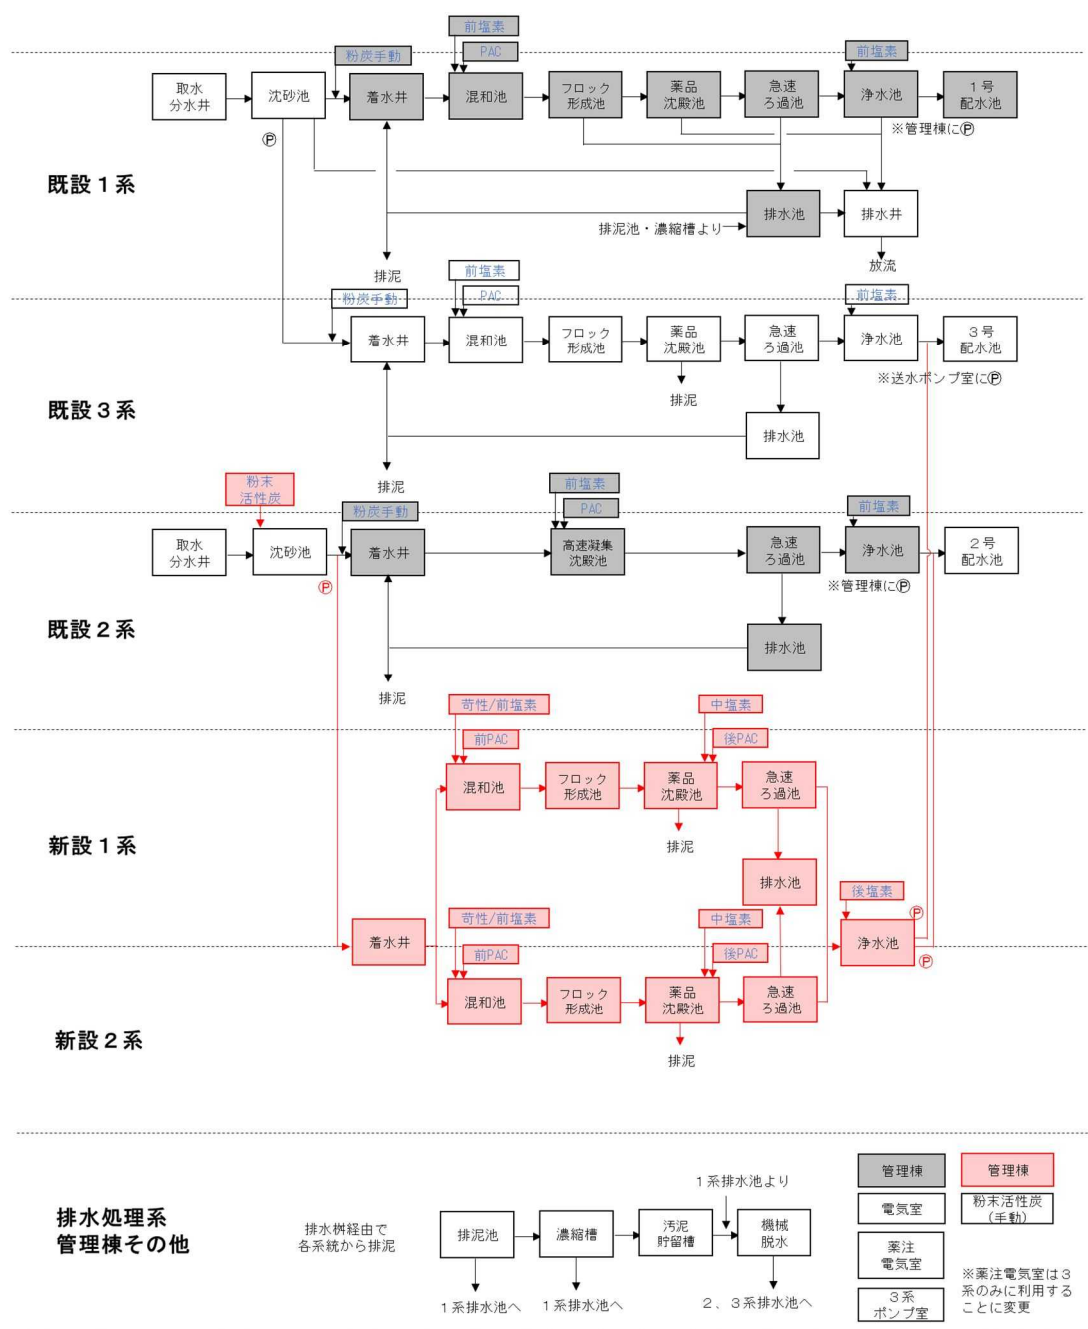 前塩素
粉炭手動
PAC
前塩素
取水
分水井
沈砂池
着水井
混和池
フロック
形成池
薬品
沈殿池
急速
ろ過池
浄水池
1号
配水池
Ⓟ
※管理棟にⓅ
既設1系
排泥池・濃縮槽より
排水池
排水井
排泥
放流
前塩素
粉炭手動
PAC
前塩素
着水井
混和池
フロック
形成池
薬品
沈殿池
急速
ろ過池
浄水池
3号
配水池
※送水ポンプ室にⓅ
排泥
既設3系
排水池
排泥
粉末
活性炭
粉炭手動
前塩素
PAC
前塩素
取水
分水井
沈砂池
着水井
高速凝集
沈殿池
急速
ろ過池
浄水池
2号
配水池
Ⓟ
※管理棟にⓅ
既設2系
排水池
排泥
苛性/前塩素
前PAC
中塩素
後PAC
混和池
フロック
形成池
薬品
沈殿池
急速
ろ過池
排泥
新設1系
排水池
後塩素
苛性/前塩素
中塩素
Ⓟ
着水井
浄水池
前PAC
後PAC
Ⓟ
混和池
フロック
形成池
薬品
沈殿池
急速
ろ過池
新設2系
排泥
排水処理系
管理棟その他
排水桝経由で
各系統から排泥
1系排水池より
排泥池
濃縮槽
汚泥
貯留槽
機械
脱水
1系排水池へ
1系排水池へ
2、3系排水池へ
管理棟
管理棟
電気室
粉末活性炭
(手動)
薬注
電気室
3系
ポンプ室
※薬注電気室は3
系のみに利用する
ことに変更